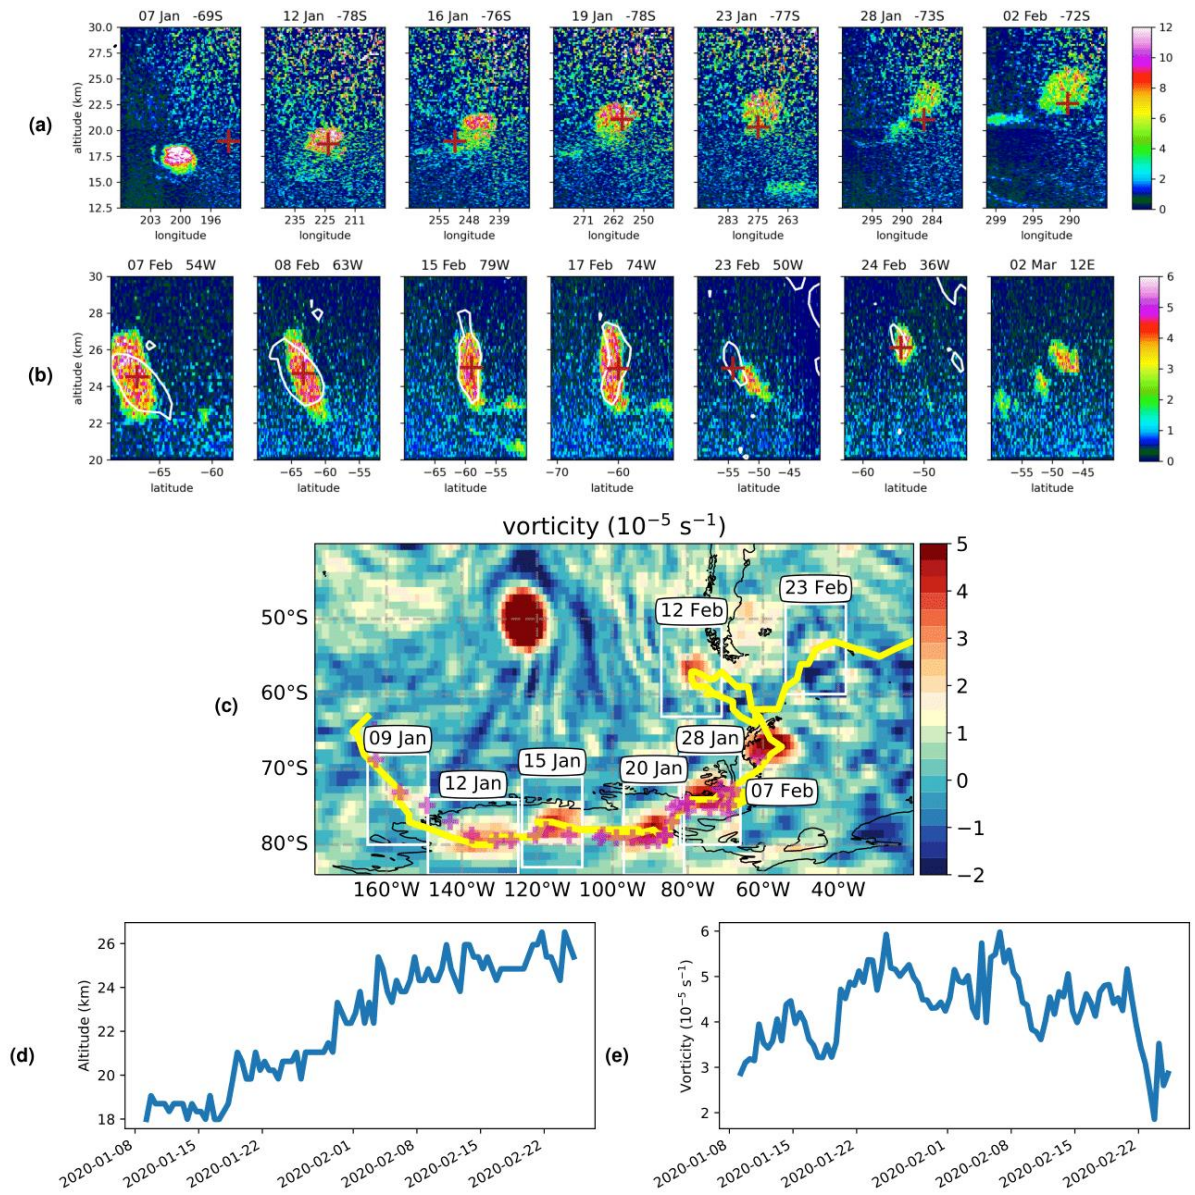 07 Jan -69S 12 Jan -78S 16 Jan -76S 19 Jan -78S 23 Jan -77S 28 Jan -73S 02 Feb -72S
(a)
altitude (km)
30.0
27.5
25.0
22.5
20.0
17.5
15.0
12.5
12
10
8
6
4
2
0
203 200 196 235 225 211 255 248 239 271 262 250 283 275 263 295 290 284 299 295 290
longitude longitude longitude longitude longitude longitude longitude
07 Feb 54W 08 Feb 63W 15 Feb 79W 17 Feb 74W 23 Feb 50W 24 Feb 36W 02 Mar 12E
(b)
altitude (km)
30
28
26
24
22
20
6
5
4
3
2
1
0
−65 −60 −65 −60 −55 −65 −60 −55 −50 −70 −60 −55 −50 −45 −60 −50 −55 −50 −45
latitude latitude latitude latitude latitude latitude latitude
vorticity (10⁻⁵ s⁻¹)
(c)
50°S
60°S
70°S
80°S
23 Feb
12 Feb
09 Jan
28 Jan
15 Jan
20 Jan
12 Jan
07 Feb
5
4
3
2
1
0
−1
−2
160°W 140°W 120°W 100°W 80°W 60°W 40°W
(d)
Altitude (km)
26
24
22
20
18
2020-01-08
2020-01-15
2020-01-22
2020-02-01
2020-02-08
2020-02-15
2020-02-22
(e)
Vorticity (10⁻⁵ s⁻¹)
6
5
4
3
2
2020-01-08
2020-01-15
2020-01-22
2020-02-01
2020-02-08
2020-02-15
2020-02-22